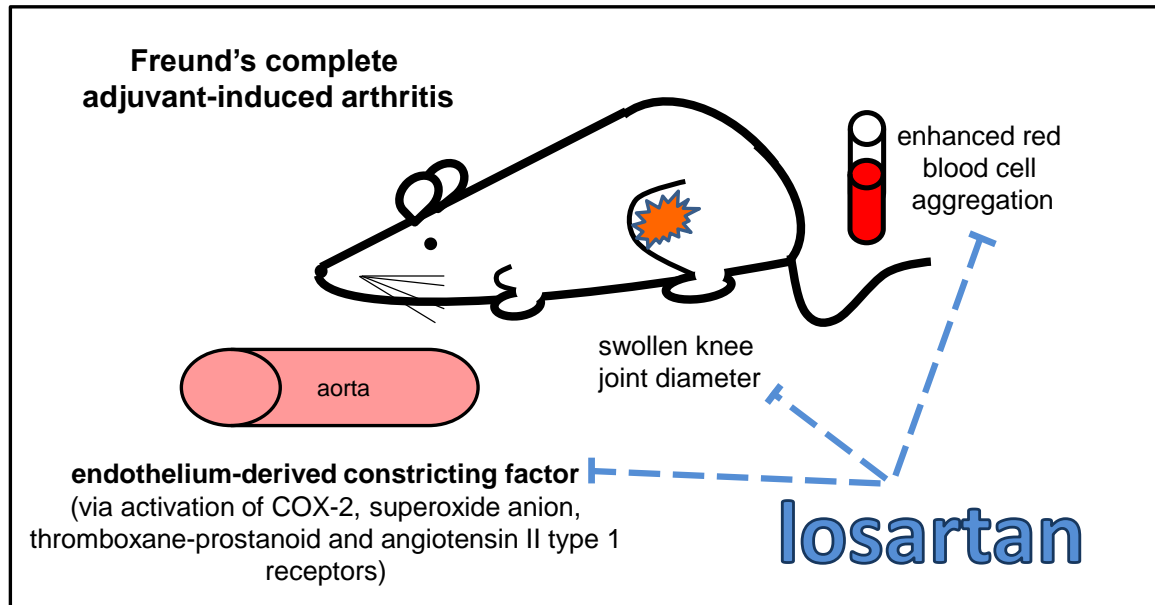 Freund’s complete
adjuvant-induced arthritis
enhanced red
blood cell
aggregation
swollen knee
joint diameter
aorta
endothelium-derived constricting factor
(via activation of COX-2, superoxide anion,
thromboxane-prostanoid and angiotensin II type 1
receptors)
losartan